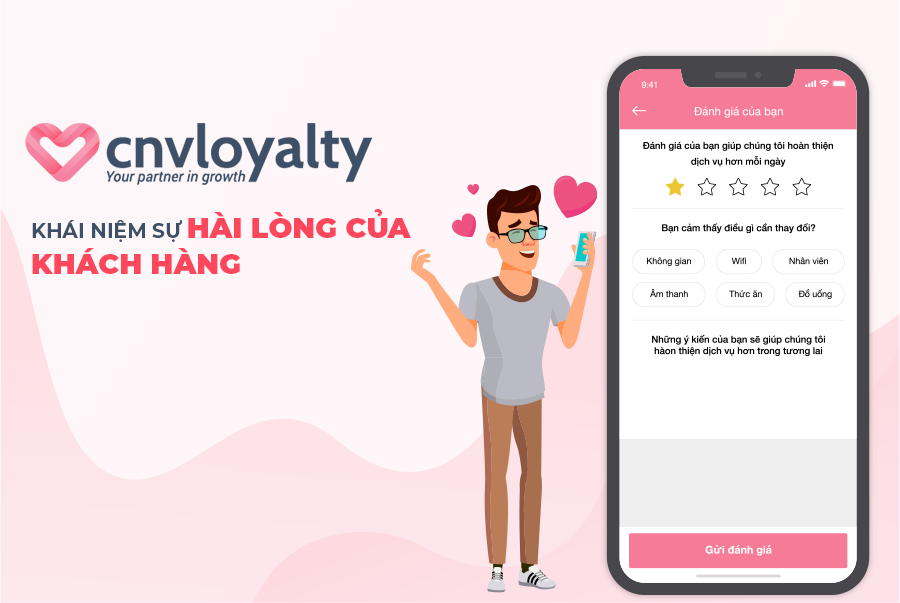 cnvloyalty
Your partner in growth
KHÁI NIỆM SỰ HÀI LÒNG CỦA
KHÁCH HÀNG
9:41
Đánh giá của bạn
Đánh giá của bạn giúp chúng tôi hoàn thiện
dịch vụ hơn mỗi ngày
Bạn cảm thấy điều gì cần thay đổi?
Không gian
Wifi
Nhân viên
Âm thanh
Thức ăn
Đồ uống
Những ý kiến của bạn sẽ giúp chúng tôi
hàon thiện dịch vụ hơn trong tương lai
Gửi đánh giá